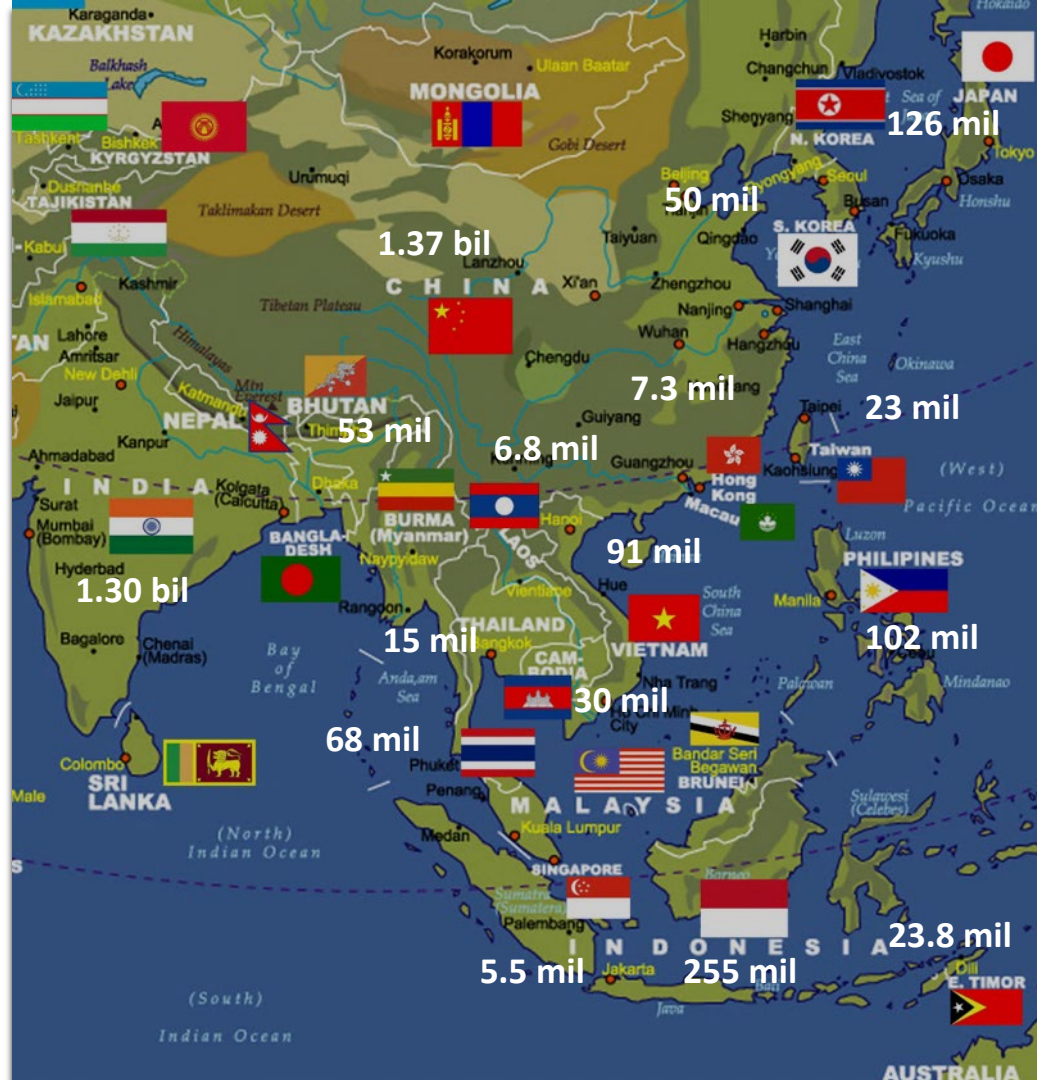 Hokaido
Karaganda
KAZAKHSTAN
Balkhash
Lake
Korakorum
Ulaan Baatar
MONGOLIA
Gobi Desert
Harbin
Changchun
Vladivostok
Shenyang
Sea of
JAPAN
N. KOREA
126 mil
Tokyo
Tashkent
Bishkek
KYRGYZSTAN
Urumuqi
Beijing
Seoul
50 mil
Busan
Osaka
Honshu
Dushanke
TAJIKISTAN
Taklimakan Desert
1.37 bil
Lanzhou
Taiyuan
Qingdao
S. KOREA
Fukuoka
Kyushu
Kabul
Kashmir
Islamabad
CHINA
Xi'an
Zhengzhou
Tibetan Plateau
Nanjing
Shanghai
Lahore
Amritsar
Himalayas
Wuhan
Hangzhou
East
China
Sea
Okinawa
New Dehli
Chengdu
Jaipur
Katmandu
Mtn
Everest
BHUTAN
7.3 mil
NEPAL
53 mil
Guiyang
Taipei
23 mil
Kanpur
6.8 mil
Ahmadabad
Guangzhou
Kaohsiung
Taiwan
(West)
Pacific Ocean
Hong
Kong
Macau
INDIA
Kolgata
(Calcutta)
Dhaka
Surat
Mumbai
(Bombay)
BANGLA-
DESH
BURMA
(Myanmar)
LAOS
Hanoi
Luzon
Naypyidaw
91 mil
PHILIPINES
Hyderbad
1.30 bil
Vientiane
Hue
South
China
Sea
Manila
Rangoon
THAILAND
Bangkok
15 mil
VIETNAM
102 mil
Bagalore
Chenai
(Madras)
Bay
of
Bengal
Anda,am
Sea
CAM-
BODIA
Nha Trang
30 mil
City
Palawan
Mindanao
68 mil
Colombo
SRI
LANKA
Male
Phuket
Bandar Seri
Begawan
BRUNEI
Penang
MALAYSIA
Sulawesi
(Celebes)
(North)
Indian Ocean
Medan
Kuala Lumpur
SINGAPORE
Borneo
Sumatra
(Sumatera)
Palembang
INDONESIA
23.8 mil
5.5 mil
Jakarta
255 mil
Dili
E. TIMOR
Java
Bali
(South)
Indian Ocean
AUSTRALIA